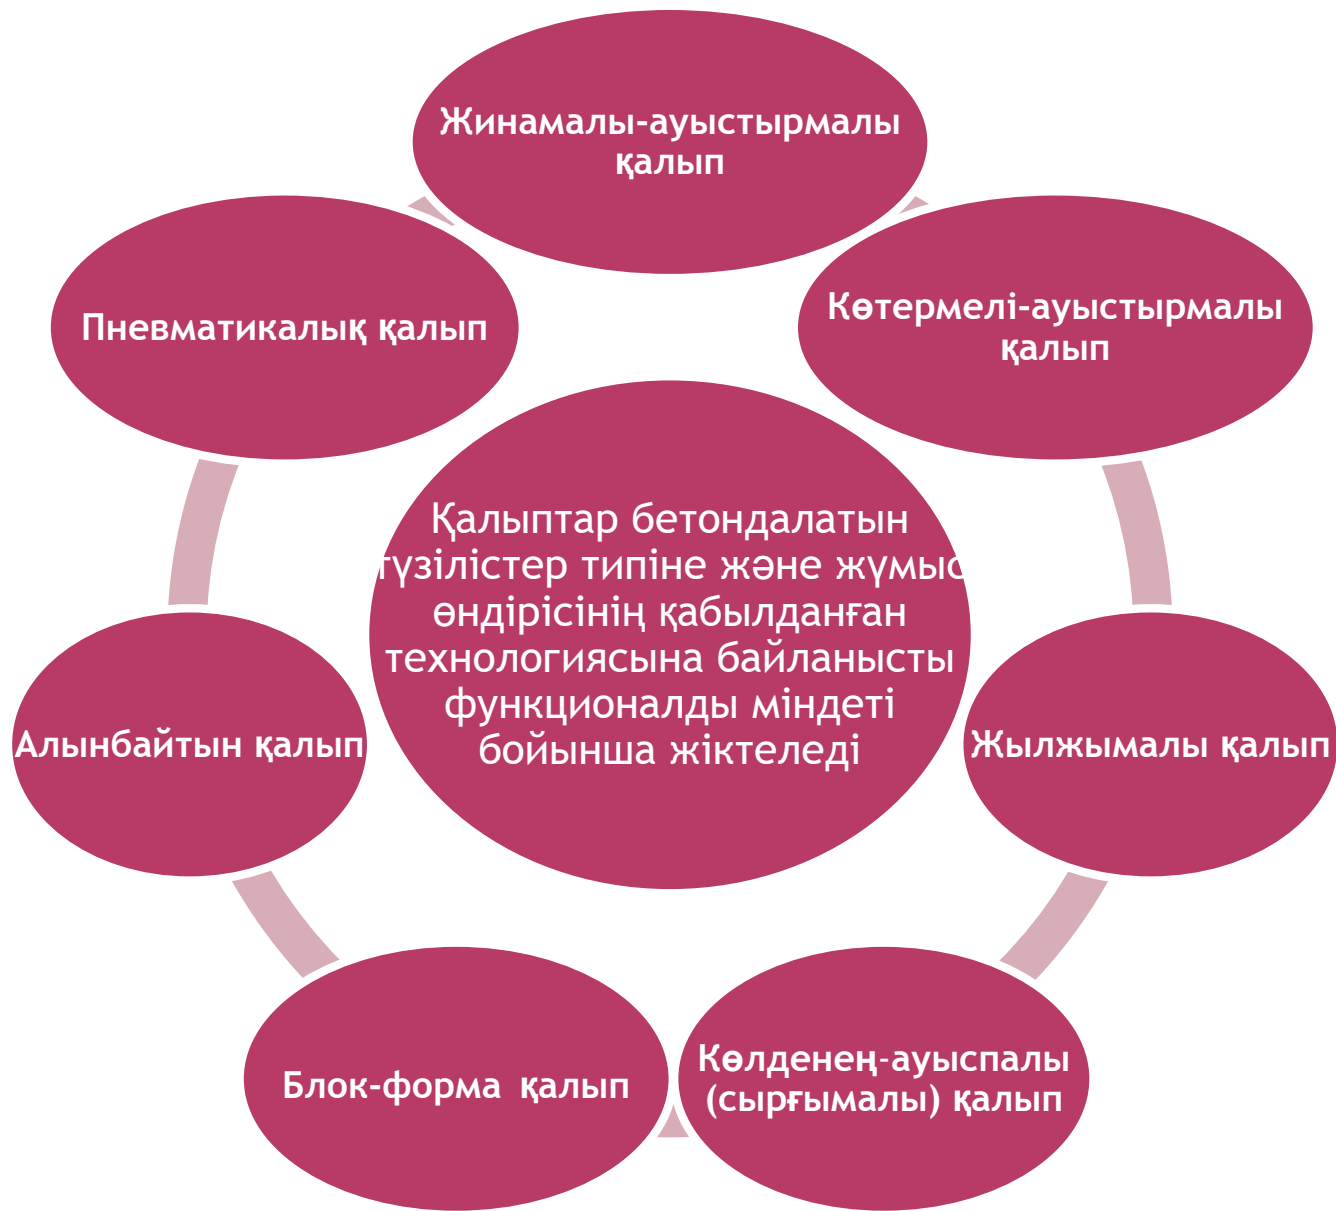 Жинамалы-ауыстырмалы
қалып
Көтермелі-ауыстырмалы
қалып
Жылжымалы қалып
Көлденең-ауыспалы
(сырғымалы) қалып
Блок-форма қалып
Алынбайтын қалып
Пневматикалық қалып
Қалыптар бетондалатын
түзілістер типіне және жұмыс
өндірісінің қабылданған
технологиясына байланысты
функционалды міндеті
бойынша жіктеледі